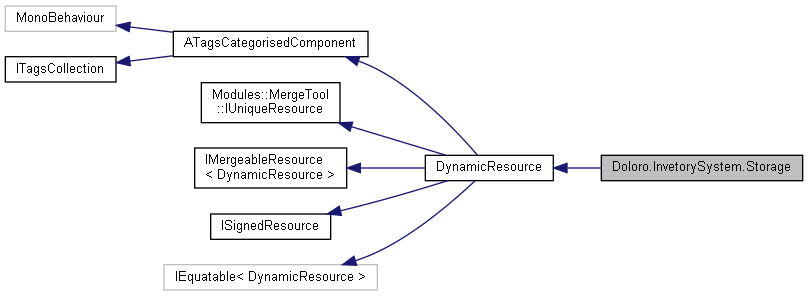 MonoBehaviour
ATagsCategorisedComponent
ITagsCollection
Modules::MergeTool
::IUniqueResource
IMergeableResource
< DynamicResource >
DynamicResource
Doloro.InvetorySystem.Storage
ISignedResource
IEquatable< DynamicResource >